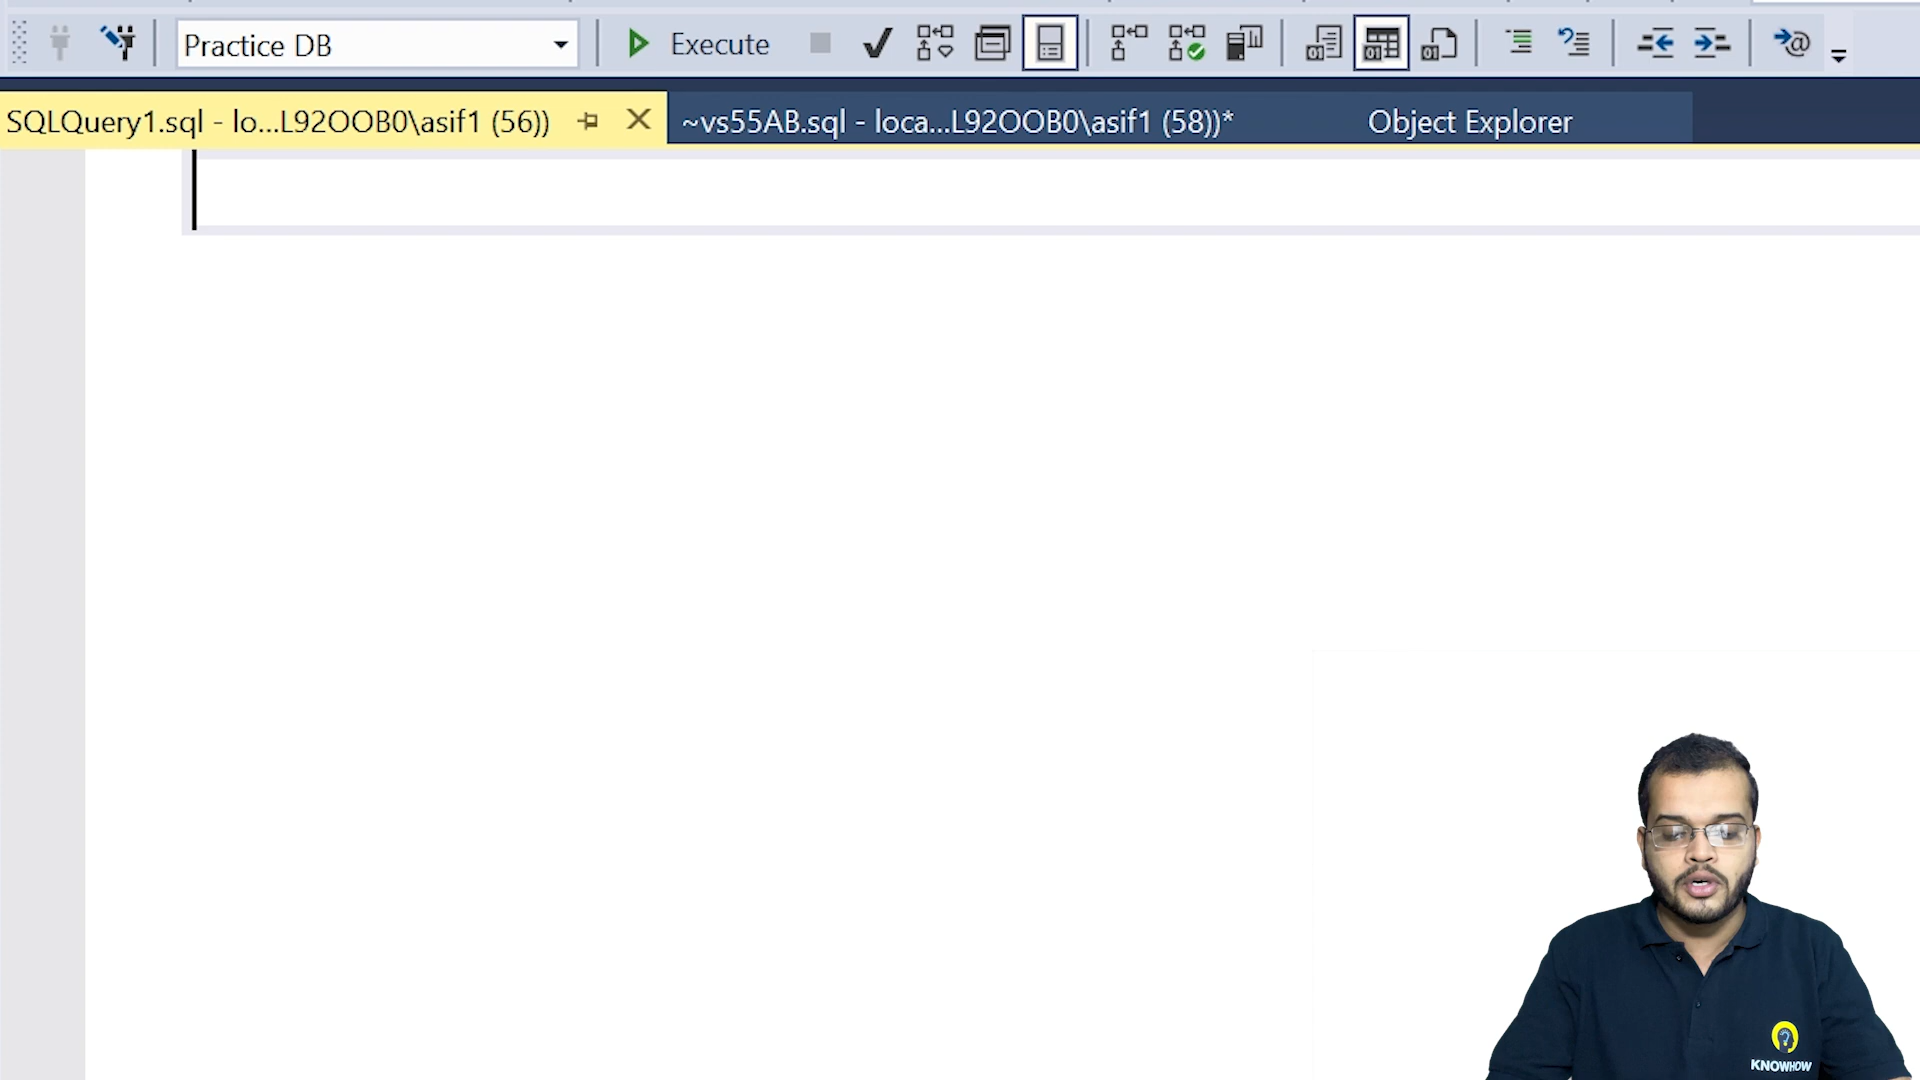 Practice DB
Execute
SQLQuery1.sql - lo...L92OOB0\asif1 (56))
~vs55AB.sql - loca...L92OOB0\asif1 (58))*
Object Explorer
KNOWHOW